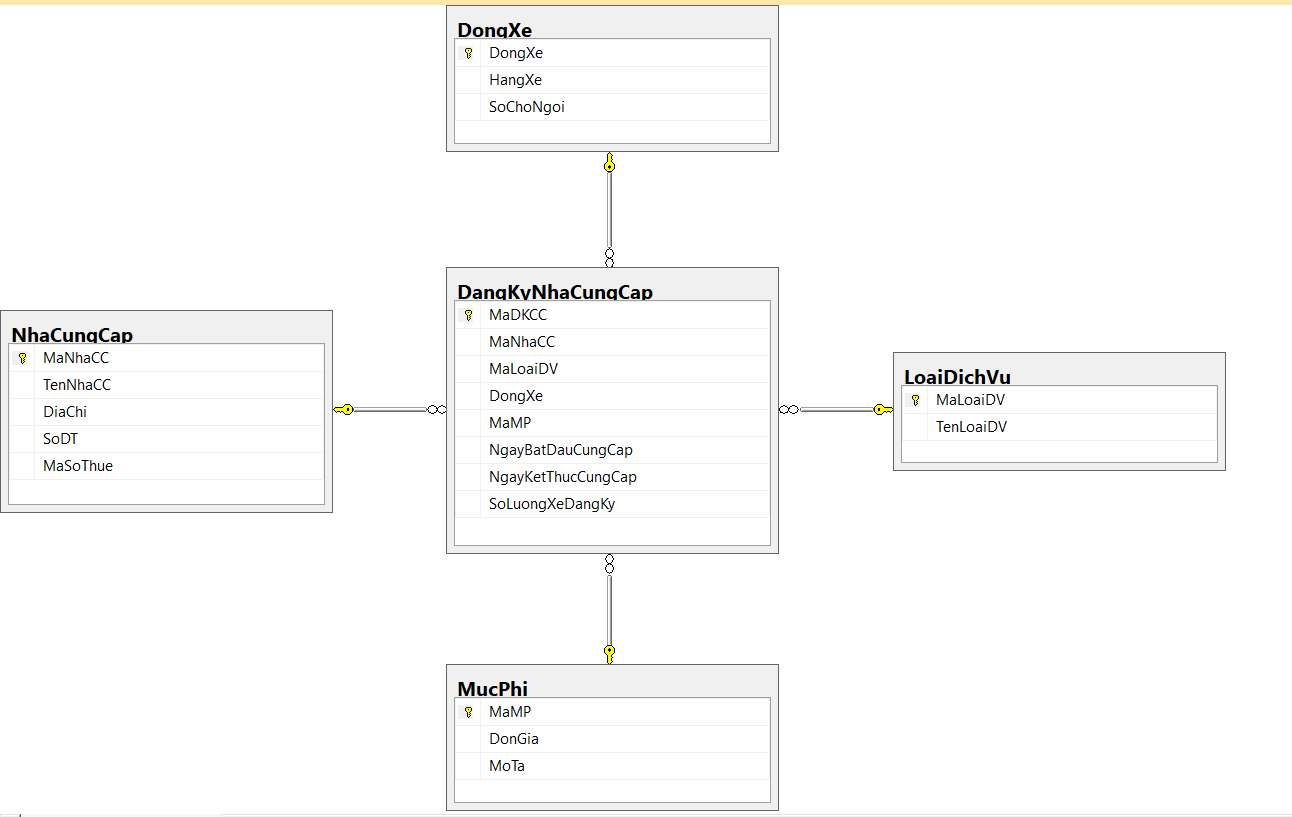 DongXe
DongXe
HangXe
SoChoNgoi
DangKyNhaCungCap
MaDKCC
MaNhaCC
MaLoaiDV
DongXe
MaMP
NgayBatDauCungCap
NgayKetThucCungCap
SoLuongXeDangKy
NhaCungCap
MaNhaCC
TenNhaCC
DiaChi
SoDT
MaSoThue
LoaiDichVu
MaLoaiDV
TenLoaiDV
MucPhi
MaMP
DonGia
MoTa